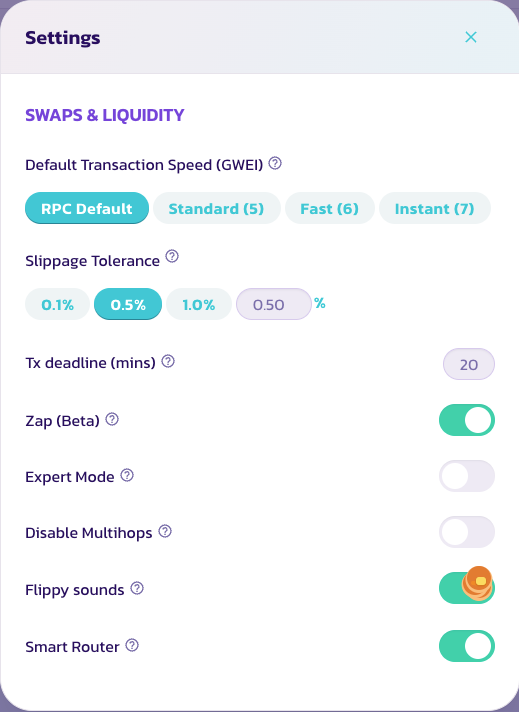 Settings
SWAPS & LIQUIDITY
Default Transaction Speed (GWEI) ?
RPC Default Standard (5) Fast (6) Instant (7)
Slippage Tolerance ?
0.1% 0.5% 1.0% 0.50 %
Tx deadline (mins) ? 20
Zap (Beta) ?
Expert Mode ?
Disable Multihops ?
Flippy sounds ?
Smart Router ?